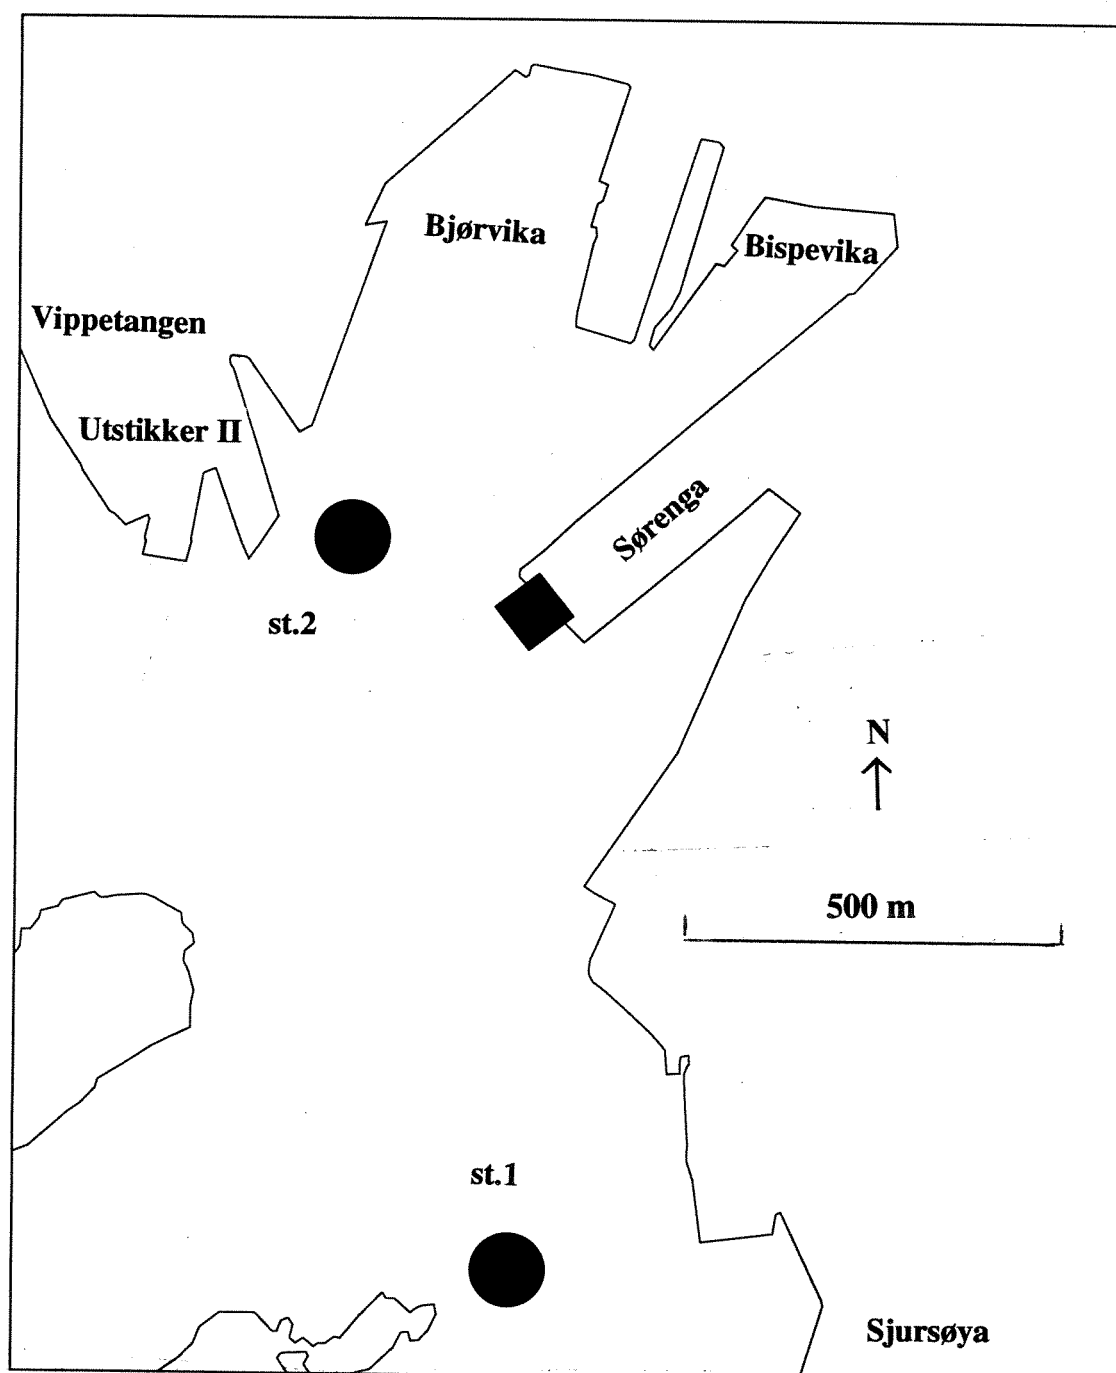 Bjørvika
Bispevika
Vippetangen
Utstikker II
Sørenga
st.2
N
500 m
st.1
Sjursøya